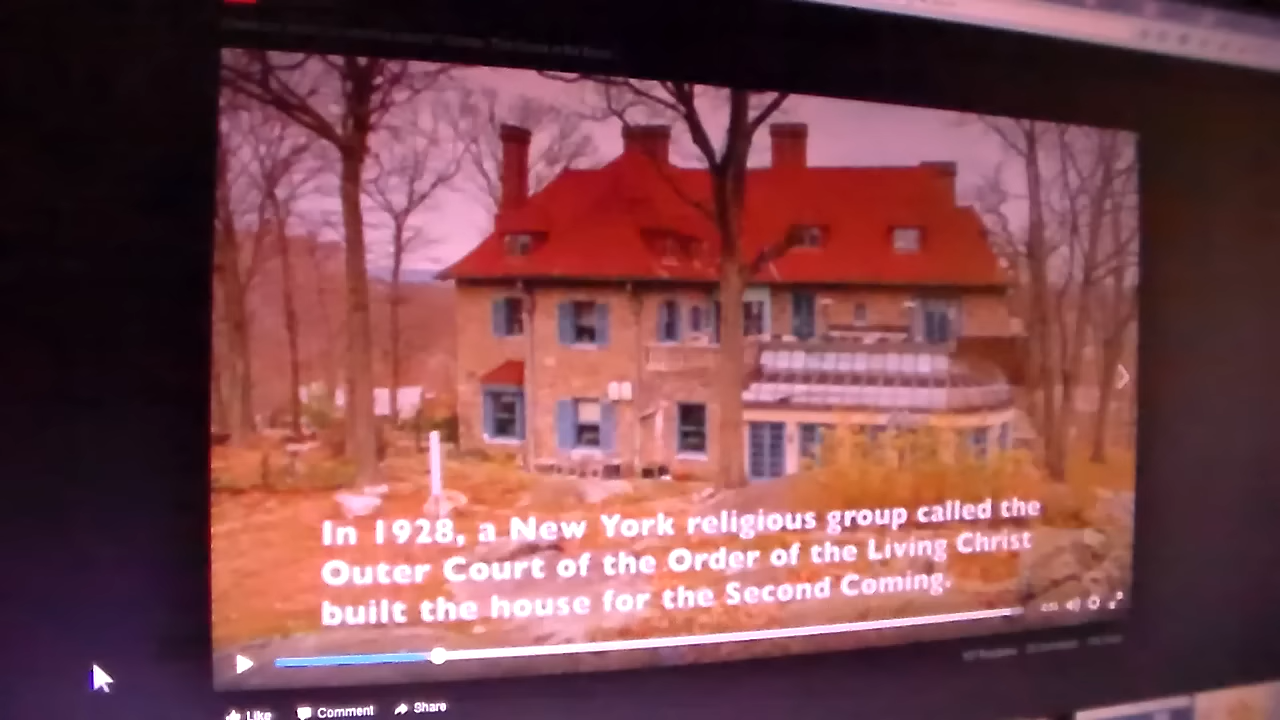 In 1928, a New York religious group called the
Outer Court of the Order of the Living Christ
built the house for the Second Coming.
Like Comment Share